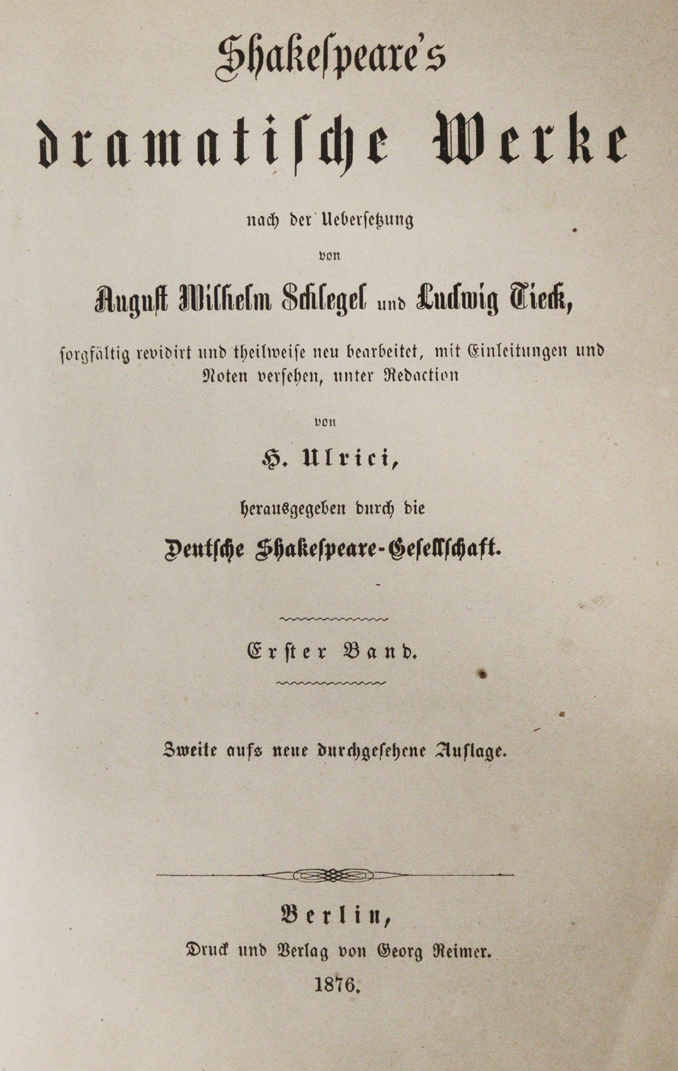 Shakespeare's
dramatische Werke
nach der Uebersetzung
von
August Wilhelm Schlegel und Ludwig Tieck,
sorgfältig revidirt und theilweise neu bearbeitet, mit Einleitungen und
Noten versehen, unter Redaction
von
H. Ulrici,
herausgegeben durch die
Deutsche Shakespeare-Gesellschaft.
Erster Band.
Zweite aufs neue durchgesehene Auflage.
Berlin,
Druck und Verlag von Georg Reimer.
1876.